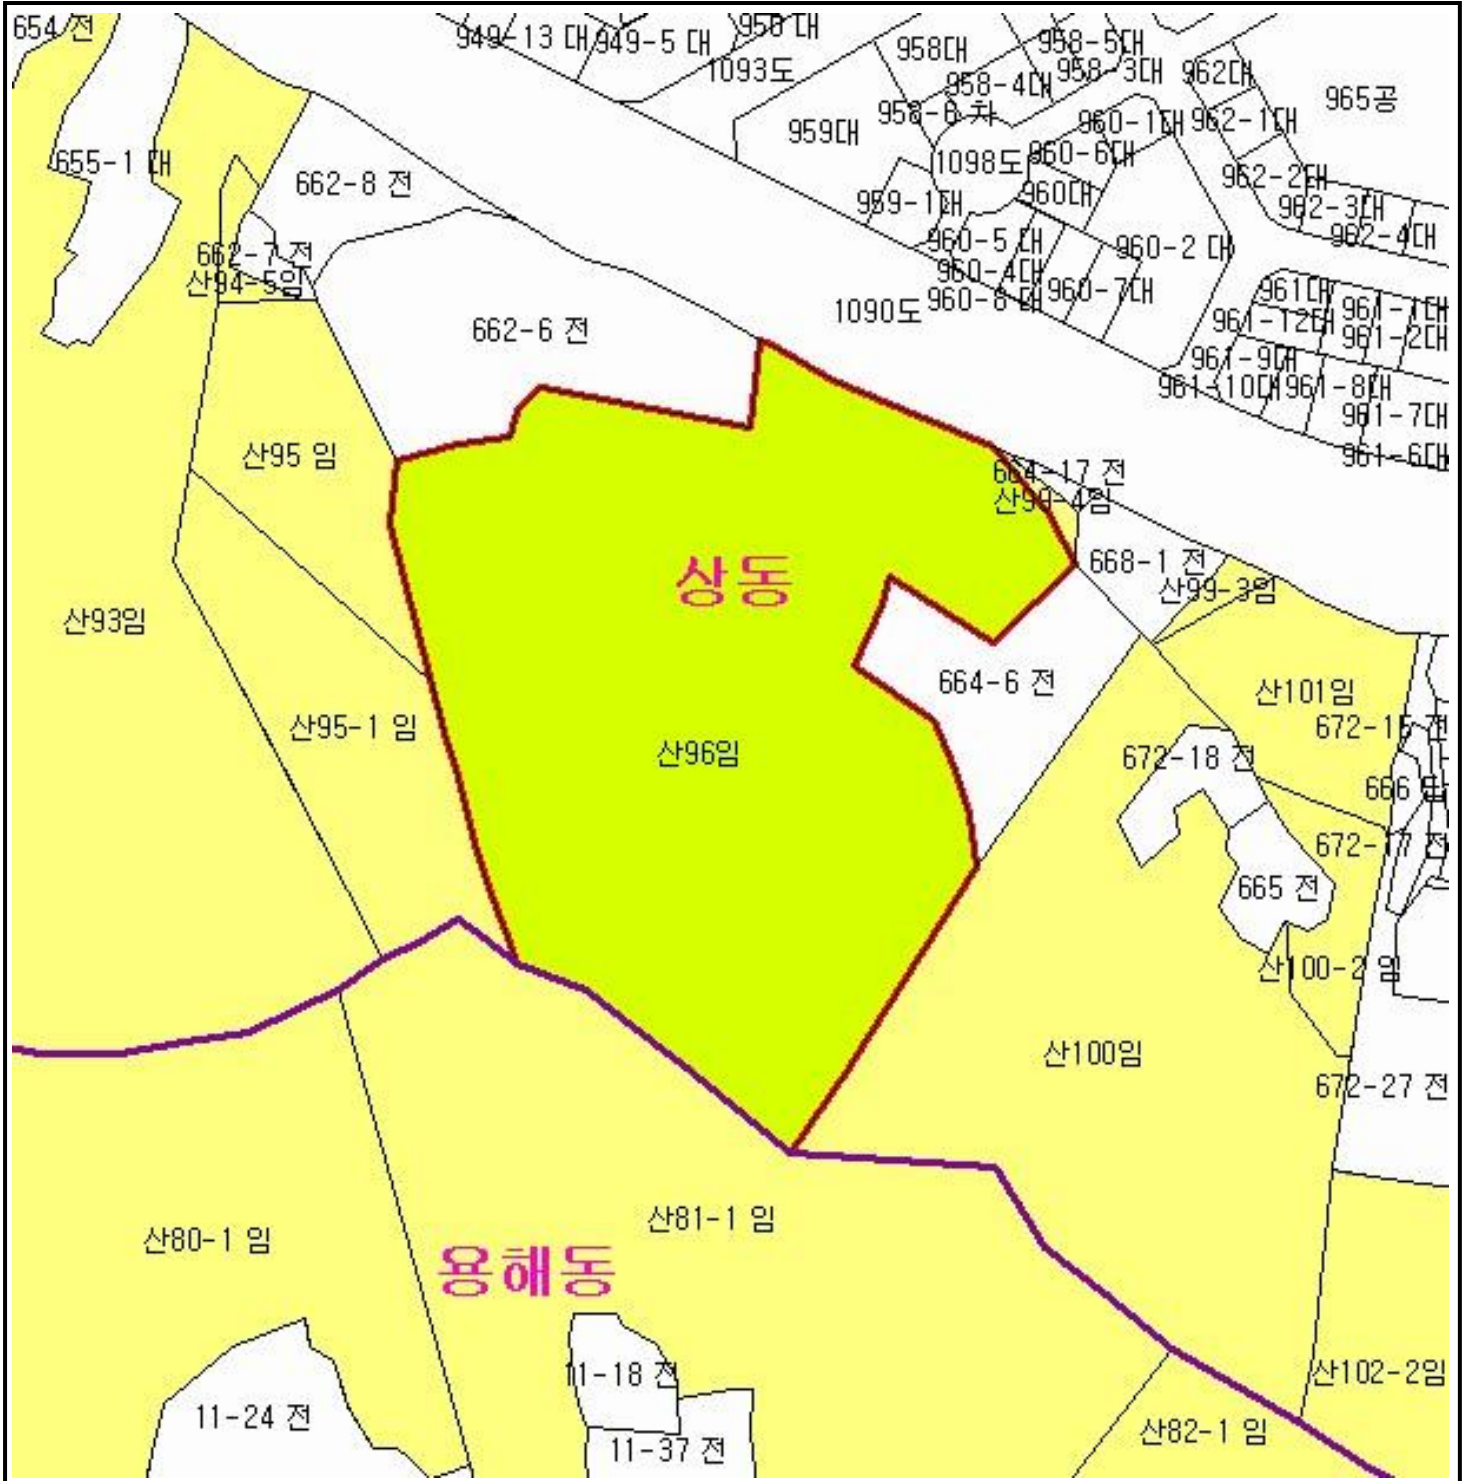 654 전
949-13 대
949-5 대
950 대
1093도
958대
958-5대
958-4대
958-3대
962대
965공
959대
958-6 차
960-1대
962-1대
655-1 대
662-8 전
1098도
960-6대
962-2대
959-1대
960대
962-3대
962-4대
662-7 전
산94-5임
960-5 대
960-4대
960-8 대
960-2 대
960-7대
1090도
961대
961-1대
961-12대
961-2대
662-6 전
961-9대
961-10대
961-8대
961-7대
961-6대
산95 임
664-17 전
산99-4임
668-1 전
산99-3임
상동
산93임
664-6 전
산101임
672-15 전
산95-1 임
산96임
672-18 전
666 답
672-17 전
665 전
산100-2 임
산100임
672-27 전
산80-1 임
산81-1 임
용해동
11-18 전
산102-2임
11-24 전
11-37 전
산82-1 임